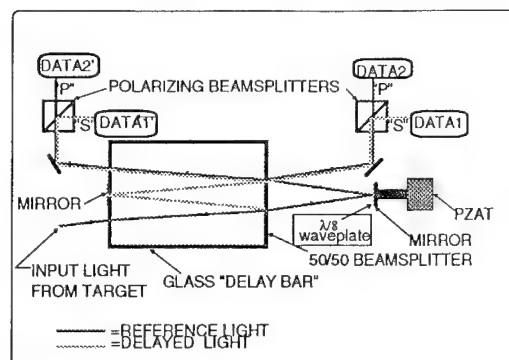 DATA2'
DATA2
"P"
POLARIZING BEAMSPLITTERS
"P"
"S"
DATA1'
"S"
DATA1
MIRROR
λ/8
waveplate
PZAT
MIRROR
50/50 BEAMSPLITTER
INPUT LIGHT
FROM TARGET
GLASS "DELAY BAR"
=REFERENCE LIGHT
=DELAYED LIGHT